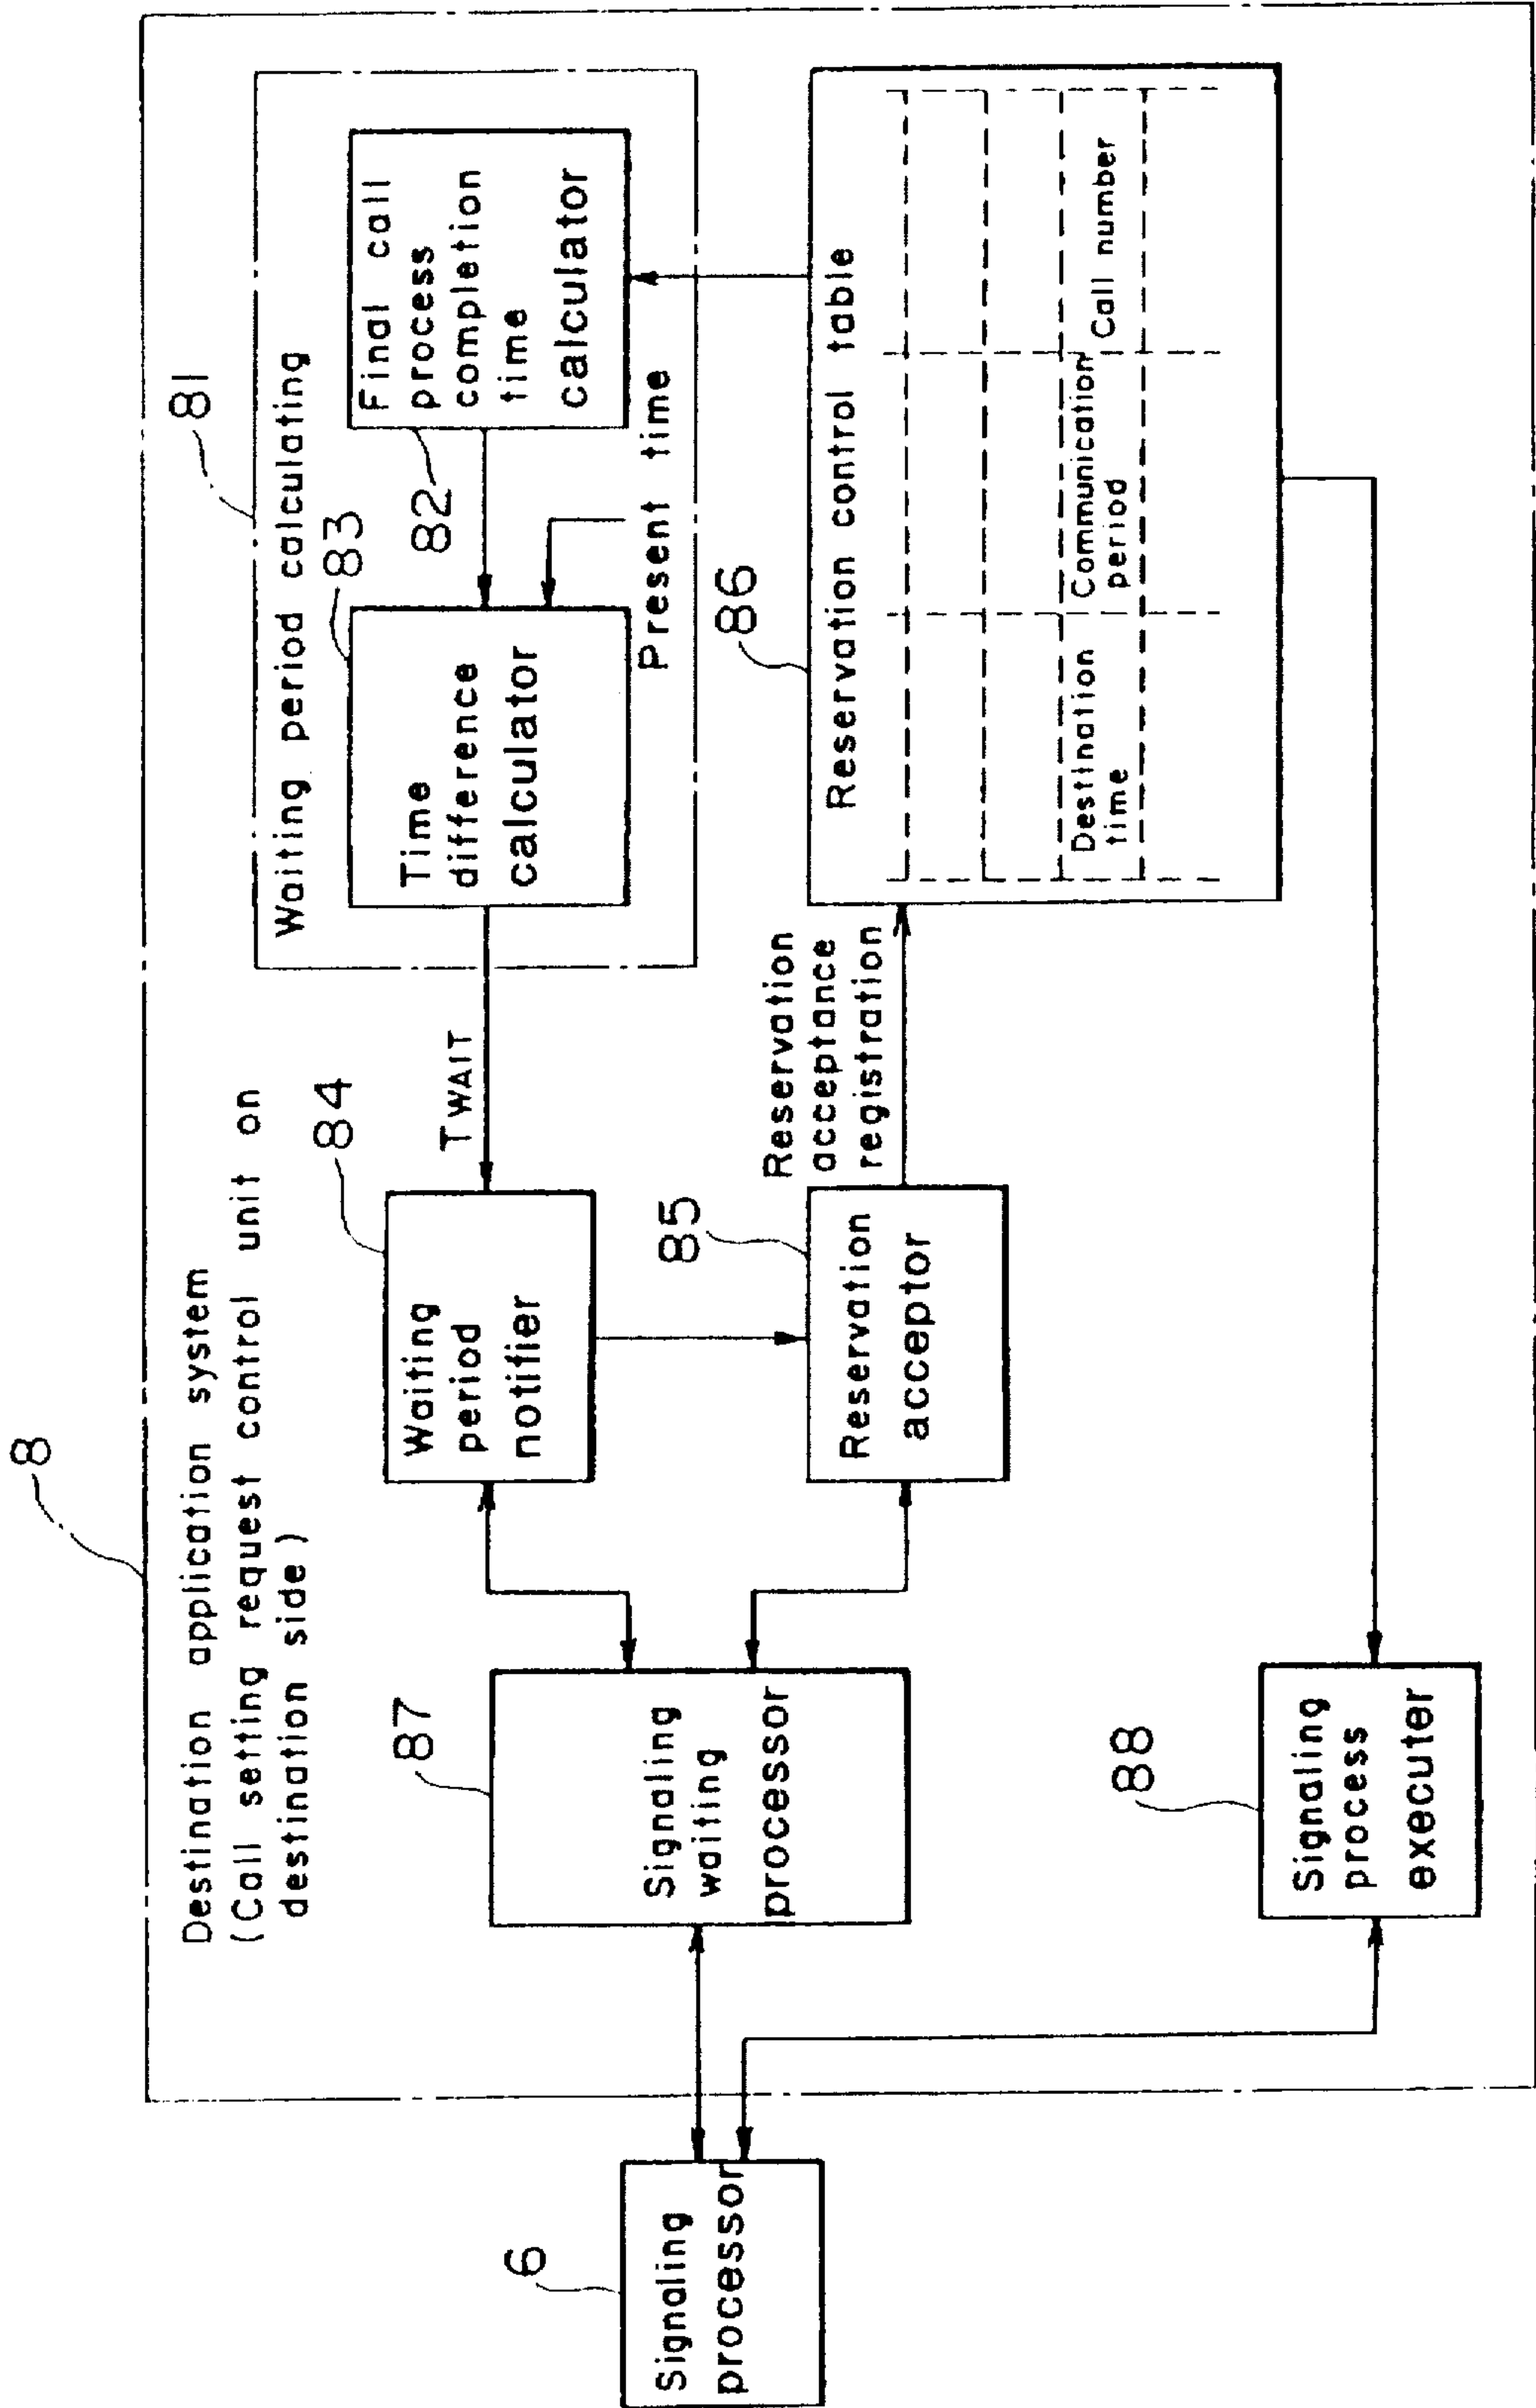 8
Destination application system
(Call setting request control unit on
destination side)
81
Waiting period calculating
83
Time
difference
calculator
82
Final call
process
completion
time
calculator
Present time
84
Waiting
period
notifier
TWAIT
87
Signaling
waiting
processor
85
Reservation
acceptor
Reservation
acceptance
registration
86
Reservation control table
Destination
time
Communication
period
Call number
6
Signaling
processor
88
Signaling
process
executer